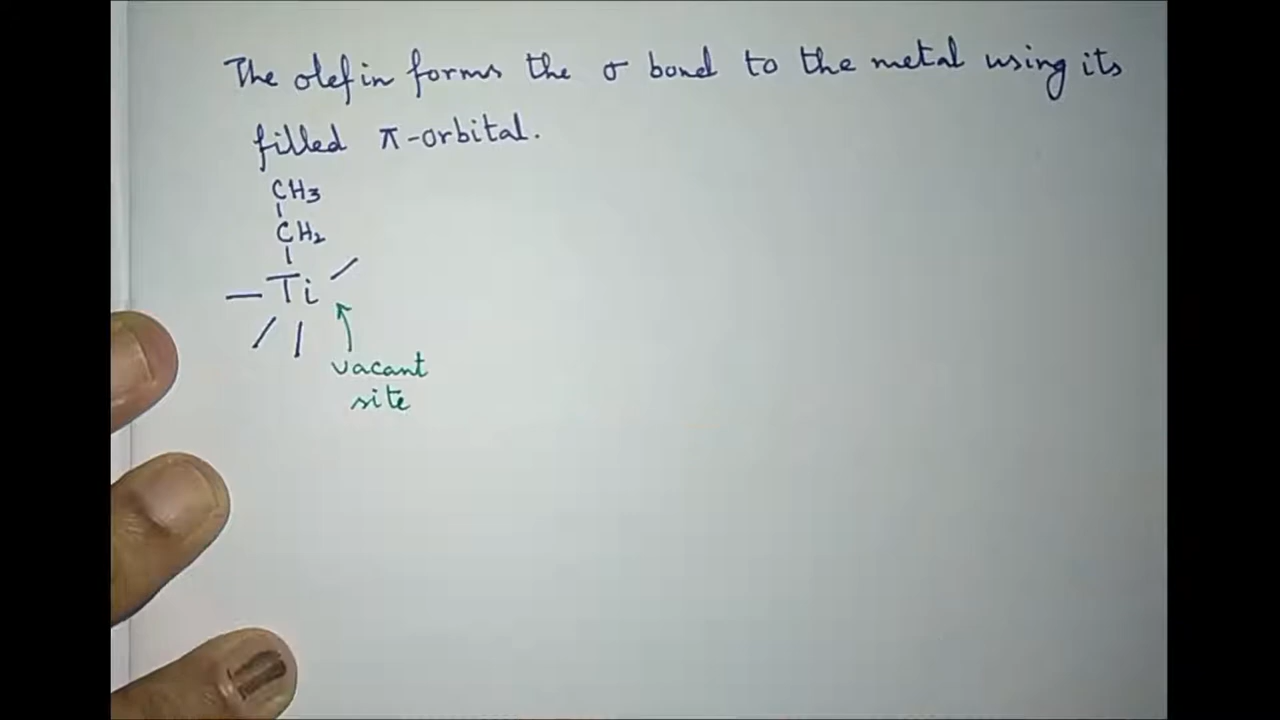 The olefin forms the σ bond to the metal using its
filled π-orbital.
CH3
CH2
Ti
vacant
site